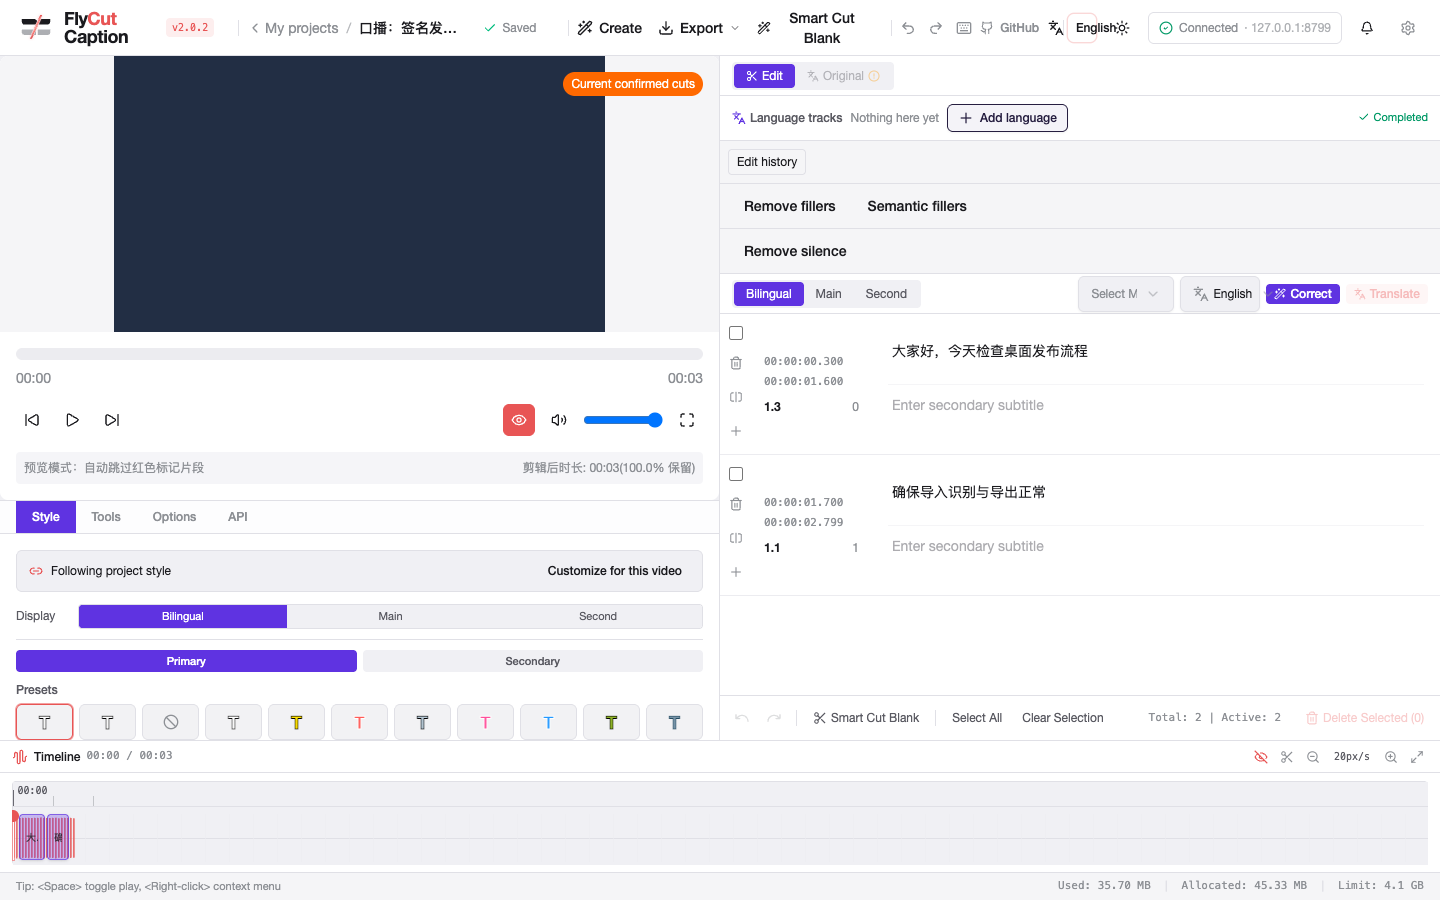 FlyCut
Caption
v2.0.2
My projects / 口播：签名发...
Saved
Create
Export
Smart Cut
Blank
GitHub
English
Connected · 127.0.0.1:8799
Current confirmed cuts
00:00
00:03
预览模式：自动跳过红色标记片段
剪辑后时长: 00:03(100.0% 保留)
Style
Tools
Options
API
Following project style
Customize for this video
Display
Bilingual
Main
Second
Primary
Secondary
Presets
Edit
Original
Language tracks
Nothing here yet
Add language
Completed
Edit history
Remove fillers
Semantic fillers
Remove silence
Bilingual
Main
Second
Select M
English
Correct
Translate
00:00:00.300
00:00:01.600
1.3
0
大家好，今天检查桌面发布流程
Enter secondary subtitle
00:00:01.700
00:00:02.799
1.1
1
确保导入识别与导出正常
Enter secondary subtitle
Smart Cut Blank
Select All
Clear Selection
Total: 2 | Active: 2
Delete Selected (0)
Timeline
00:00 / 00:03
20px/s
00:00
大.
Tip: <Space> toggle play, <Right-click> context menu
Used: 35.70 MB
Allocated: 45.33 MB
Limit: 4.1 GB